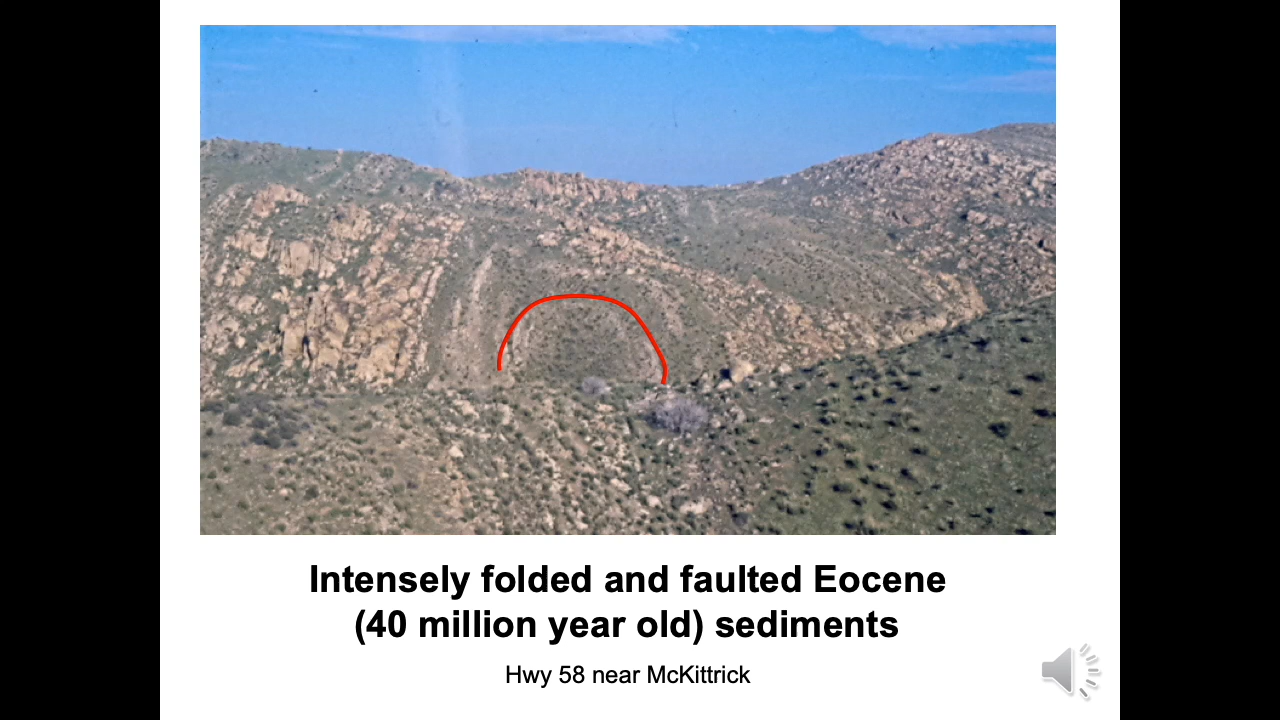 Intensely folded and faulted Eocene
(40 million year old) sediments
Hwy 58 near McKittrick